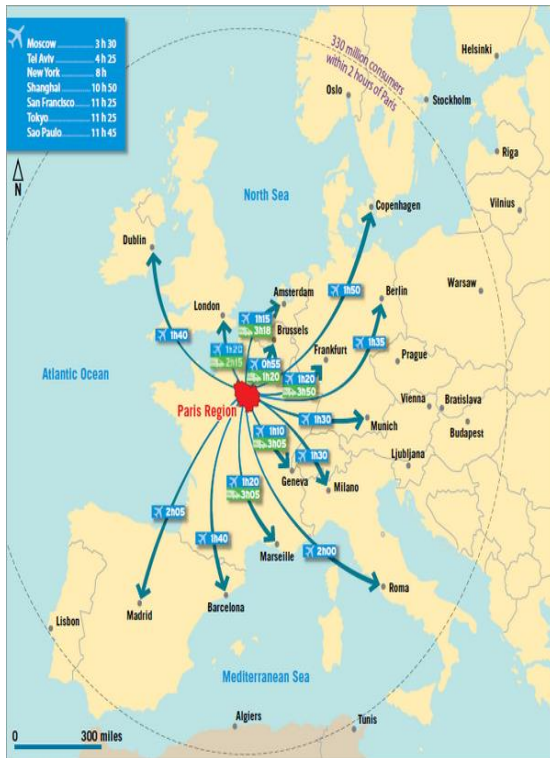 Moscow ............ 3 h 30
Tel Aviv ............ 4 h 25
New York ............ 8 h
Shanghai ............ 10 h 50
San Francisco ............ 11 h 25
Tokyo ............ 11 h 25
Sao Paulo ............ 11 h 45
330 million consumers
within 2 hours of Paris
Helsinki
Oslo
Stockholm
N
Riga
North Sea
Vilnius
Copenhagen
Dublin
Warsaw
Amsterdam
1h50
Berlin
London
1h15
3h18
Brussels
1h40
1h20
2h15
Frankfurt
1h35
Prague
0h55
1h20
1h20
3h50
Atlantic Ocean
Paris Region
Vienna
Bratislava
1h30
Munich
Budapest
1h10
3h05
1h30
Ljubljana
Geneva
Milano
1h20
3h05
2h05
1h40
Marseille
2h00
Roma
Madrid
Barcelona
Lisbon
Mediterranean Sea
Algiers
Tunis
0 300 miles